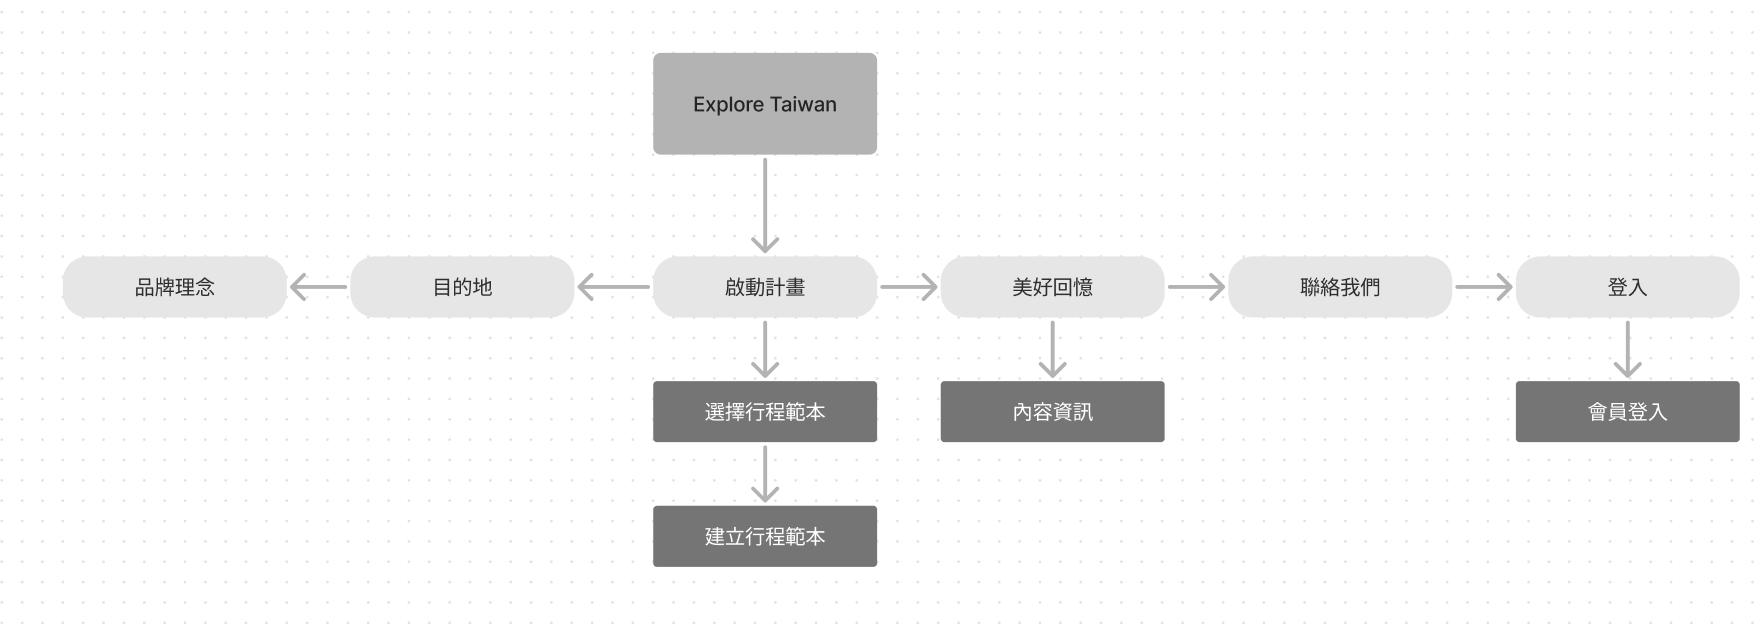 Explore Taiwan
品牌理念
目的地
啟動計畫
美好回憶
聯絡我們
登入
選擇行程範本
內容資訊
會員登入
建立行程範本